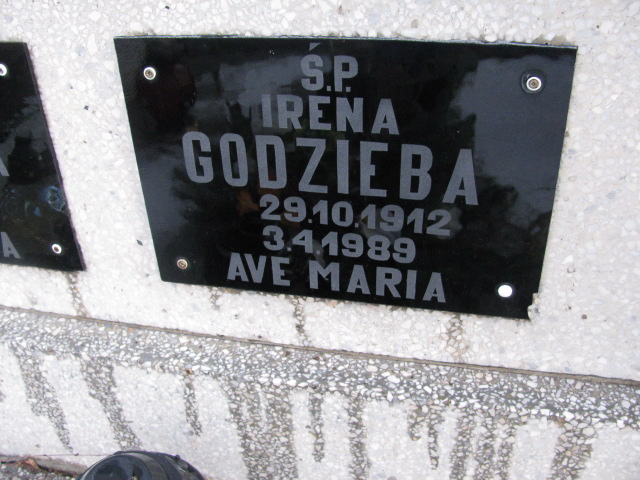 Ś.P.
IRENA
GODZIEBA
29.10.1912
3.4.1989
AVE MARIA